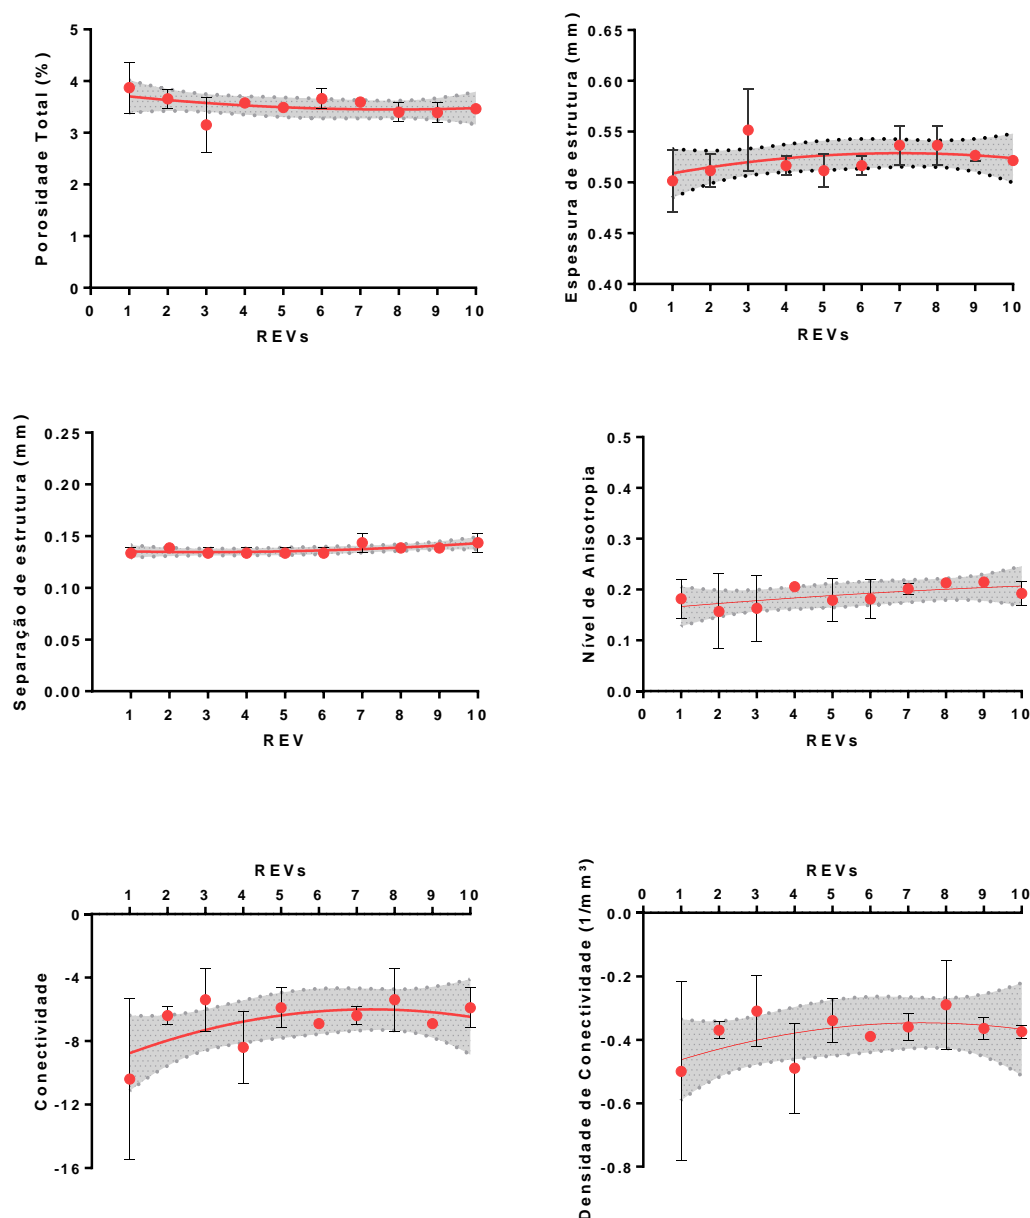 Porosidade Total (%)
5
4
3
2
1
0
0 1 2 3 4 5 6 7 8 9 10
REVs
Espessura de estrutura (mm)
0.65
0.60
0.55
0.50
0.45
0.40
0 1 2 3 4 5 6 7 8 9 10
REVs
Separação de estrutura (mm)
0.25
0.20
0.15
0.10
0.05
0.00
1 2 3 4 5 6 7 8 9 10
REV
Nível de Anisotropia
0.5
0.4
0.3
0.2
0.1
0.0
0 1 2 3 4 5 6 7 8 9 10
REVs
REVs
1 2 3 4 5 6 7 8 9 10
Conectividade
0
-4
-8
-12
-16
REVs
0 1 2 3 4 5 6 7 8 9 10
Densidade de Conectividade (1/mm³)
0.0
-0.2
-0.4
-0.6
-0.8